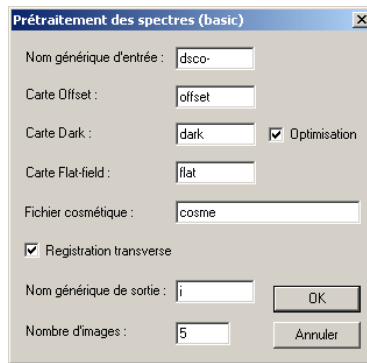 Prétraitement des spectres (basic)
Nom générique d'entrée : dsco-
Carte Offset : offset
Carte Dark : dark Optimisation
Carte Flat-field : flat
Fichier cosmétique : cosme
Registration transverse
Nom générique de sortie : i
OK
Nombre d'images : 5
Annuler